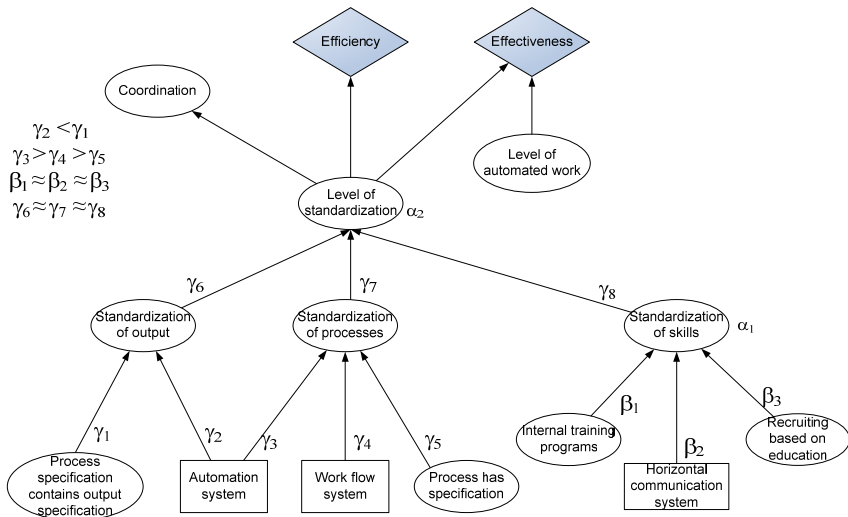 Efficiency
Effectiveness
Coordination
γ₂ <γ₁
γ₃>γ₄>γ₅
β₁≈β₂≈β₃
γ₆≈γ₇≈γ₈
Level of
automated work
Level of
standardization
α₂
γ₆
γ₇
γ₈
Standardization
of output
Standardization
of processes
Standardization
of skills
α₁
γ₁
γ₂
γ₃
γ₄
γ₅
β₁
β₂
β₃
Process
specification
contains output
specification
Automation
system
Work flow
system
Process has
specification
Internal training
programs
Horizontal
communication
system
Recruiting
based on
education